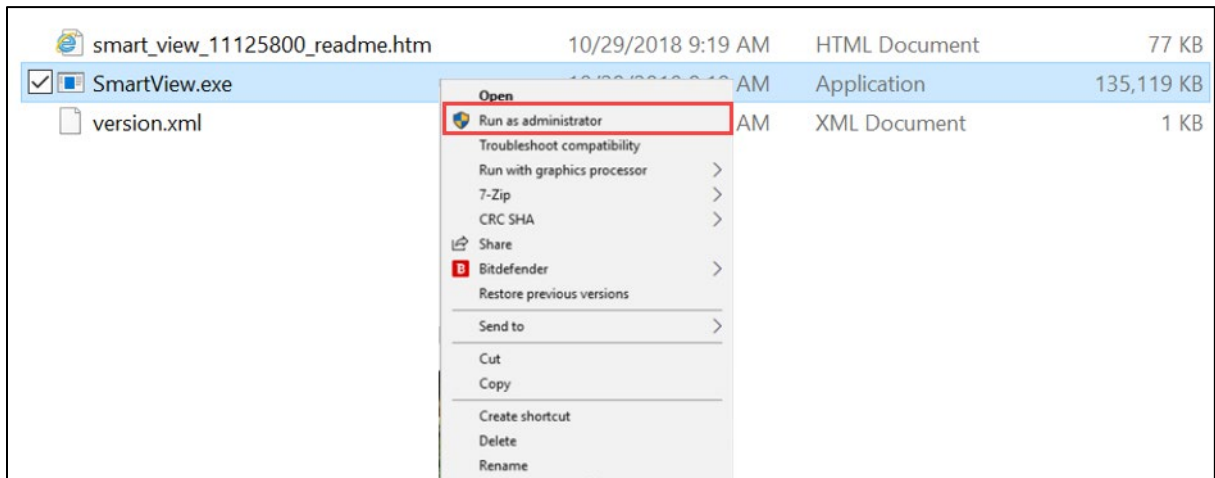 smart_view_11125800_readme.htm 10/29/2018 9:19 AM HTML Document 77 KB
SmartView.exe AM Application 135,119 KB
Open
version.xml AM XML Document 1 KB
Run as administrator
Troubleshoot compatibility
Run with graphics processor
7-Zip
CRC SHA
Share
B Bitdefender
Restore previous versions
Send to
Cut
Copy
Create shortcut
Delete
Rename